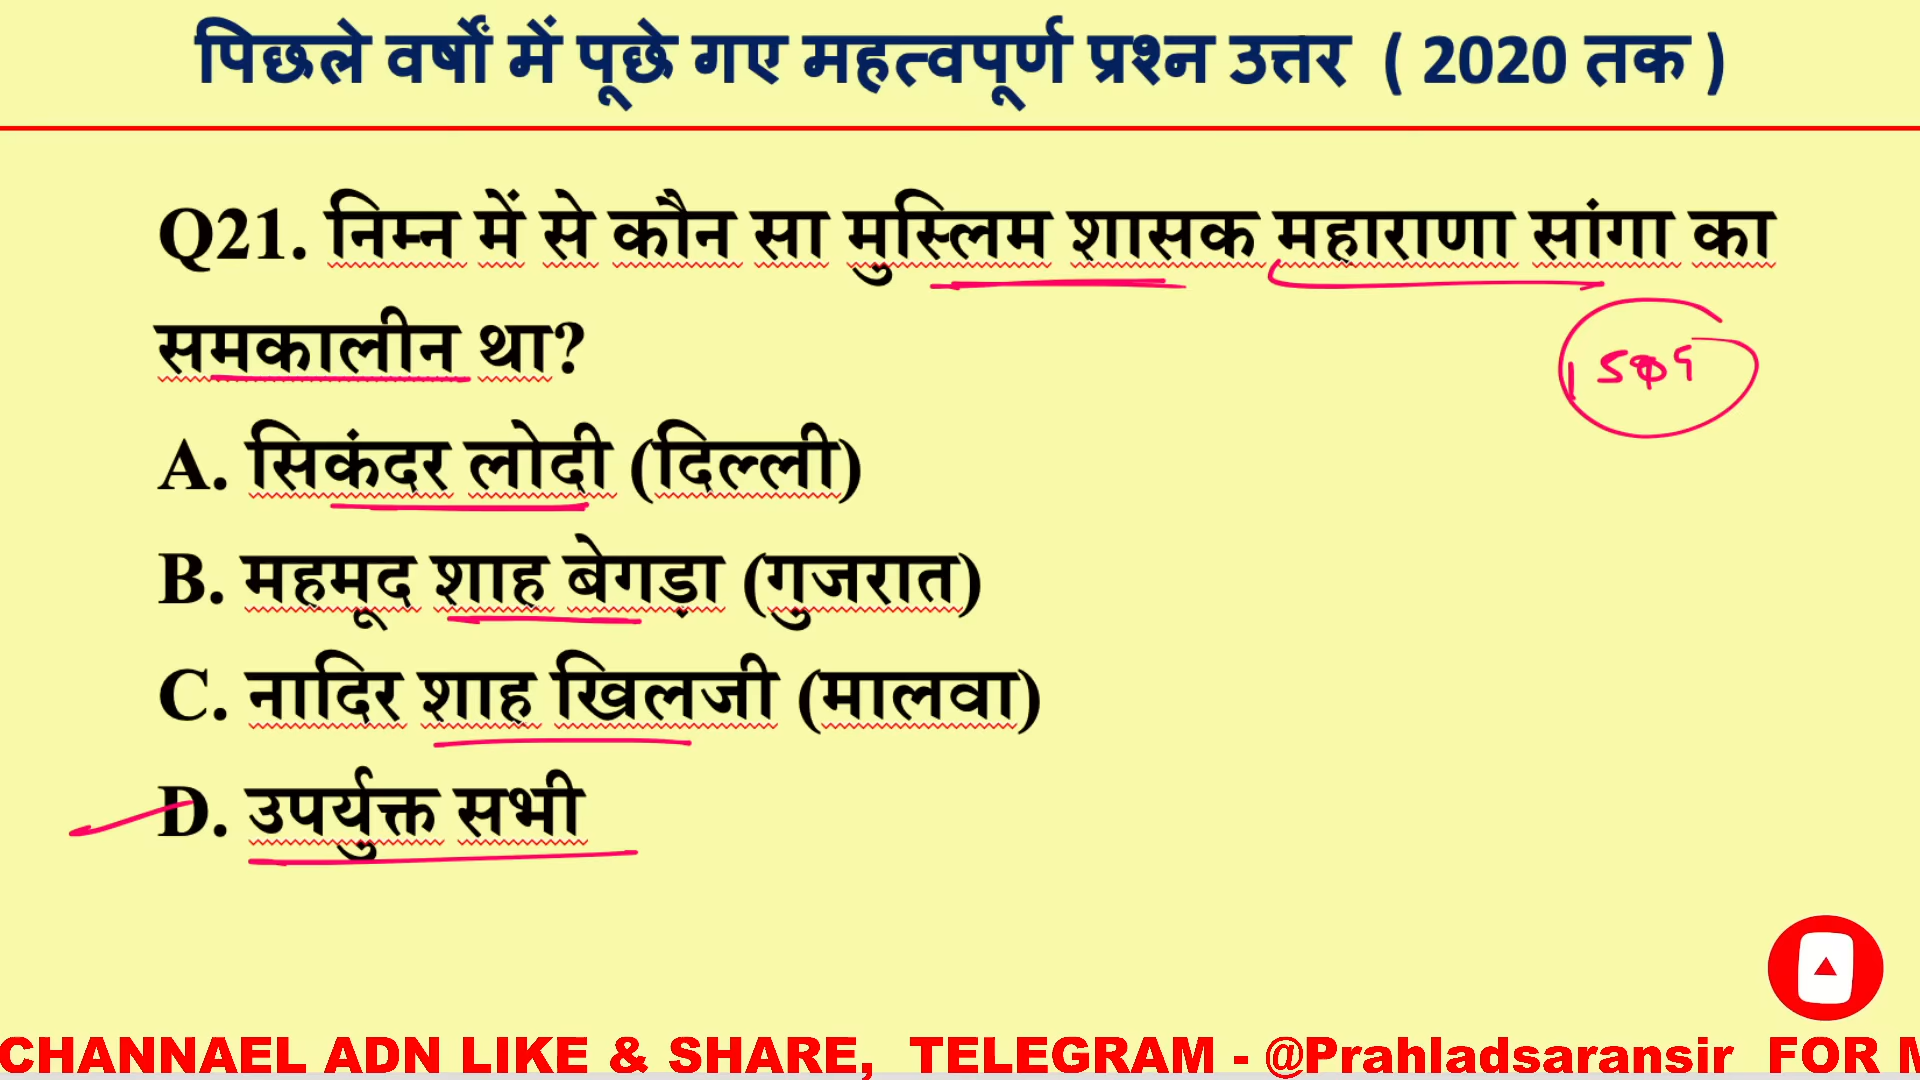 पिछले वर्षों में पूछे गए महत्वपूर्ण प्रश्न उत्तर ( 2020 तक )
Q21. निम्न में से कौन सा मुस्लिम शासक महाराणा सांगा का
समकालीन था?
A. सिकंदर लोदी (दिल्ली)
B. महमूद शाह बेगड़ा (गुजरात)
C. नादिर शाह खिलजी (मालवा)
D. उपर्युक्त सभी
CHANNAEL ADN LIKE & SHARE, TELEGRAM - @Prahladsaransir FOR